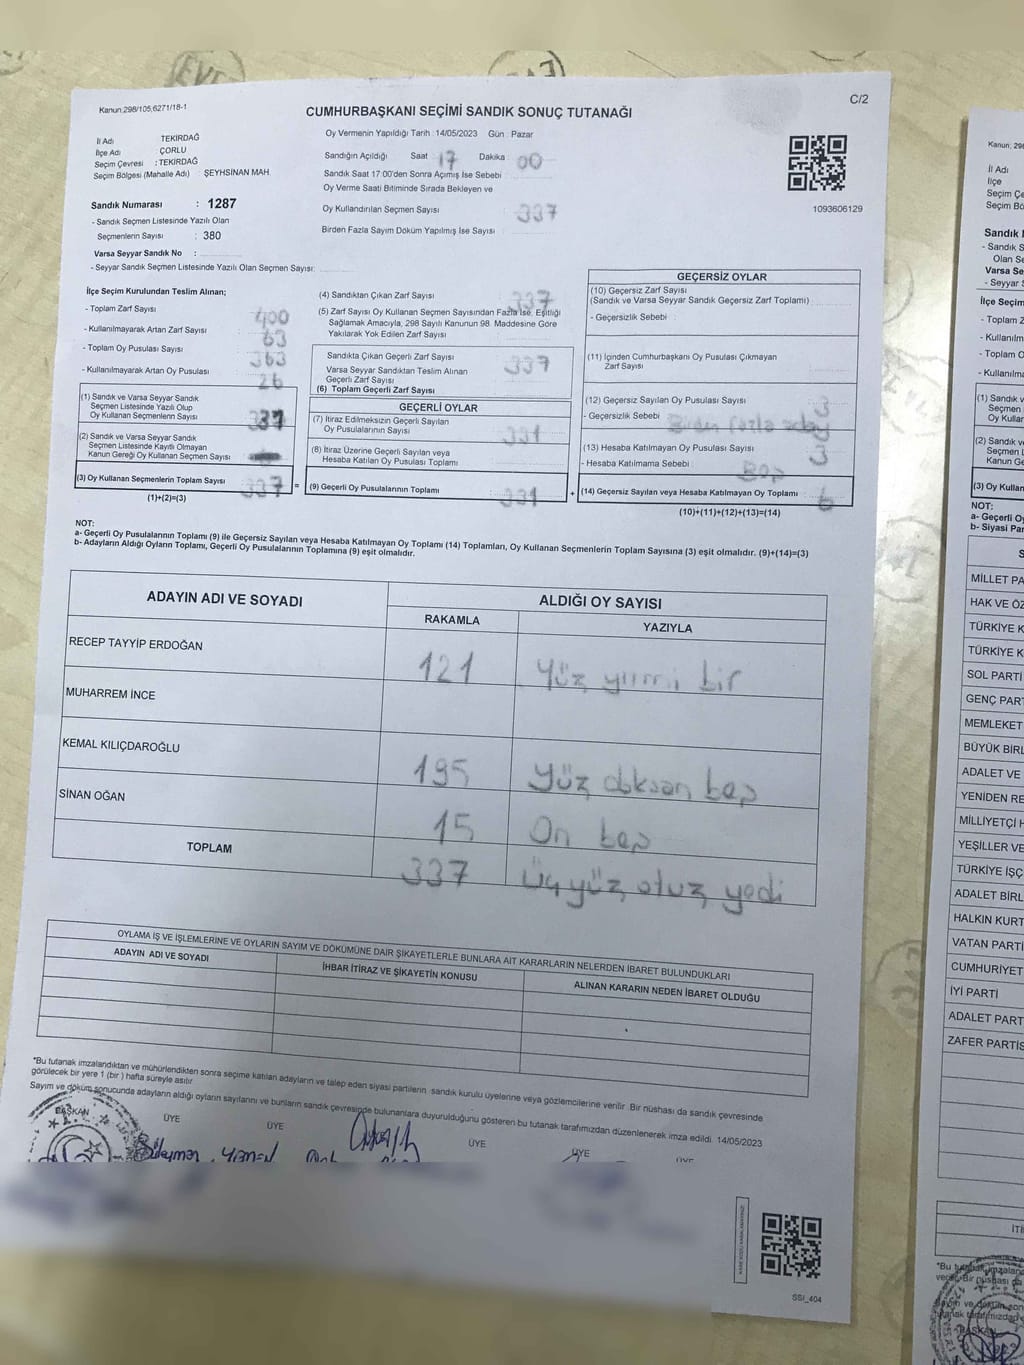 Kanun:298/105,6271/18-1
C/2
CUMHURBAŞKANI SEÇİMİ SANDIK SONUÇ TUTANAĞI
İl Adı TEKİRDAĞ
İlçe Adı ÇORLU
Seçim Çevresi : TEKİRDAĞ
Seçim Bölgesi (Mahalle Adı) : ŞEYHSİNAN MAH.
Sandık Numarası : 1287
- Sandık Seçmen Listesinde Yazılı Olan
Seçmenlerin Sayısı : 380
Varsa Seyyar Sandık No :
- Seyyar Sandık Seçmen Listesinde Yazılı Olan Seçmen Sayısı:
Oy Vermenin Yapıldığı Tarih :14/05/2023 Gün : Pazar
Sandığın Açıldığı Saat 17 Dakika 00
Sandık Saat 17:00'den Sonra Açımış İse Sebebi
Oy Verme Saati Bitiminde Sırada Bekleyen ve
Oy Kullandırılan Seçmen Sayısı 337
Birden Fazla Sayım Döküm Yapılmış İse Sayısı :
1093606129
İlçe Seçim Kurulundan Teslim Alınan;
- Toplam Zarf Sayısı 400
- Kullanılmayarak Artan Zarf Sayısı 63
- Toplam Oy Pusulası Sayısı 363
- Kullanılmayarak Artan Oy Pusulası 26
(1) Sandık ve Varsa Seyyar Sandık
Seçmen Listesinde Yazılı Olup
Oy Kullanan Seçmenlerin Sayısı 337
(2) Sandık ve Varsa Seyyar Sandık
Seçmen Listesinde Kayıtlı Olmayan
Kanun Gereği Oy Kullanan Seçmen Sayısı
(3) Oy Kullanan Seçmenlerin Toplam Sayısı 337 =
(1)+(2)=(3)
(4) Sandıktan Çıkan Zarf Sayısı 337
(5) Zarf Sayısı Oy Kullanan Seçmen Sayısından Fazla İse, Eşitliği
Sağlamak Amacıyla, 298 Sayılı Kanunun 98. Maddesine Göre
Yakılarak Yok Edilen Zarf Sayısı
Sandıkta Çıkan Geçerli Zarf Sayısı 337
Varsa Seyyar Sandıktan Teslim Alınan
Geçerli Zarf Sayısı
(6) Toplam Geçerli Zarf Sayısı
GEÇERLİ OYLAR
(7) İtiraz Edilmeksizin Geçerli Sayılan
Oy Pusulalarının Sayısı 331
(8) İtiraz Üzerine Geçerli Sayılan veya
Hesaba Katılan Oy Pusulası Toplamı
(9) Geçerli Oy Pusulalarının Toplamı : 331 +
GEÇERSİZ OYLAR
(10) Geçersiz Zarf Sayısı
(Sandık ve Varsa Seyyar Sandık Geçersiz Zarf Toplamı)
- Geçersizlik Sebebi :
(11) İçinden Cumhurbaşkanı Oy Pusulası Çıkmayan
Zarf Sayısı
(12) Geçersiz Sayılan Oy Pusulası Sayısı 3
- Geçersizlik Sebebi : Birden fazla aday
(13) Hesaba Katılmayan Oy Pusulası Sayısı 3
- Hesaba Katılmama Sebebi : Boş
(14) Geçersiz Sayılan veya Hesaba Katılmayan Oy Toplamı : 6
(10)+(11)+(12)+(13)=(14)
NOT:
a- Geçerli Oy Pusulalarının Toplamı (9) ile Geçersiz Sayılan veya Hesaba Katılmayan Oy Toplamı (14) Toplamları, Oy Kullanan Seçmenlerin Toplam Sayısına (3) eşit olmalıdır. (9)+(14)=(3)
b- Adayların Aldığı Oyların Toplamı, Geçerli Oy Pusulalarının Toplamına (9) eşit olmalıdır.
ADAYIN ADI VE SOYADI ALDIĞI OY SAYISI
RAKAMLA YAZIYLA
RECEP TAYYİP ERDOĞAN 121 Yüz yirmi bir
MUHARREM İNCE
KEMAL KILIÇDAROĞLU 195 Yüz doksan beş
SİNAN OĞAN 15 On beş
TOPLAM 337 Üçyüz otuz yedi
OYLAMA İŞ VE İŞLEMLERİNE VE OYLARIN SAYIM VE DÖKÜMÜNE DAİR ŞİKAYETLERLE BUNLARA AİT KARARLARIN NELERDEN İBARET BULUNDUKLARI
ADAYIN ADI VE SOYADI İHBAR İTİRAZ VE ŞİKAYETİN KONUSU ALINAN KARARIN NEDEN İBARET OLDUĞU
*Bu tutanak imzalandıktan ve mühürlendikten sonra seçime katılan adayların ve talep eden siyasi partilerin sandık kurulu üyelerine veya gözlemcilerine verilir. Bir nüshası da sandık çevresinde
görülecek bir yere 1 (bir) hafta süreyle asılır.
Sayım ve döküm sonucunda adayların aldığı oyların sayılarını ve bunların sandık çevresinde bulunanlara duyurulduğunu gösteren bu tutanak tarafımızdan düzenlenerek imza edildi. 14/05/2023
BAŞKAN ÜYE ÜYE ÜYE ÜYE ÜYE
Süleyman YAMEN
SSI_404
Kanun: 298
İl Adı
İlçe
Seçim Çe
Seçim Bö
Sandık
- Sandık S
Olan Se
Varsa Se
- Seyyar S
İlçe Seçim
- Toplam Z
- Kullanılm
- Toplam O
- Kullanılma
(1) Sandık v
Seçmen
Oy Kulla
(2) Sandık v
Seçmen
Kanun Ge
(3) Oy Kullan
NOT:
a- Geçerli O
b- Siyasi Par
S
MİLLET PA
HAK VE ÖZ
TÜRKİYE K
TÜRKİYE K
SOL PARTİ
GENÇ PAR
MEMLEKET
BÜYÜK BİRL
ADALET VE
YENİDEN RE
MİLLİYETÇİ H
YEŞİLLER VE
TÜRKİYE İŞÇ
ADALET BİRL
HALKIN KURT
VATAN PARTİ
CUMHURİYET
İYİ PARTİ
ADALET PART
ZAFER PARTİS
İTİ
BAŞKAN